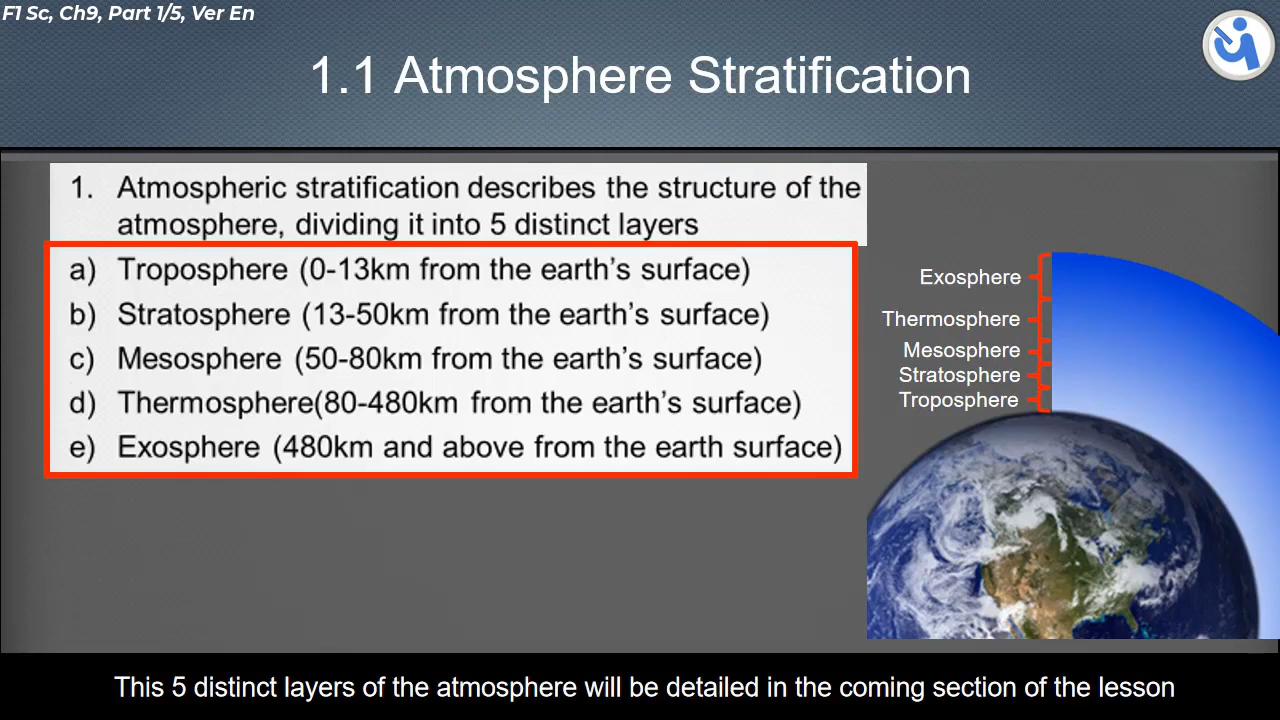 F1 Sc, Ch9, Part 1/5, Ver En
1.1 Atmosphere Stratification
1. Atmospheric stratification describes the structure of the
atmosphere, dividing it into 5 distinct layers
a) Troposphere (0-13km from the earth's surface)
b) Stratosphere (13-50km from the earth's surface)
c) Mesosphere (50-80km from the earth's surface)
d) Thermosphere(80-480km from the earth's surface)
e) Exosphere (480km and above from the earth surface)
Exosphere
Thermosphere
Mesosphere
Stratosphere
Troposphere
This 5 distinct layers of the atmosphere will be detailed in the coming section of the lesson